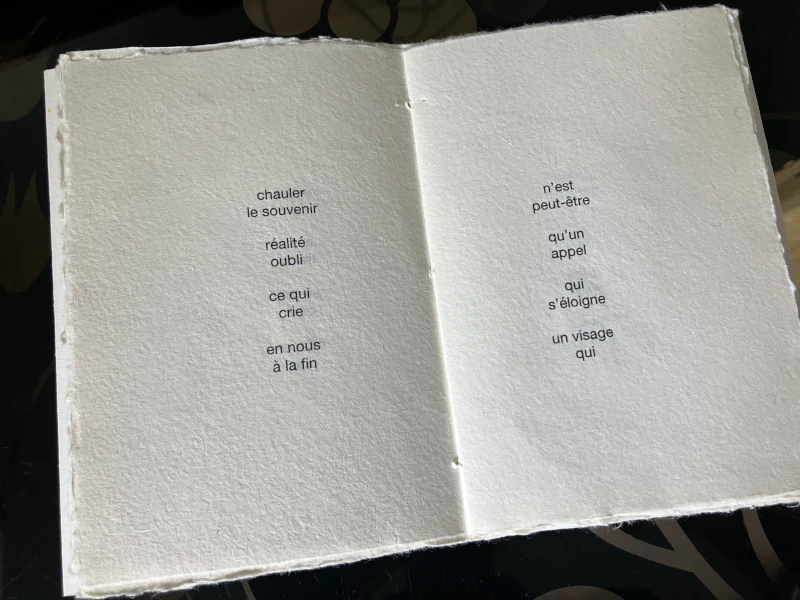 chauler
le souvenir
réalité
oubli
ce qui
crie
en nous
à la fin
n'est
peut-être
qu'un
appel
qui
s'éloigne
un visage
qui